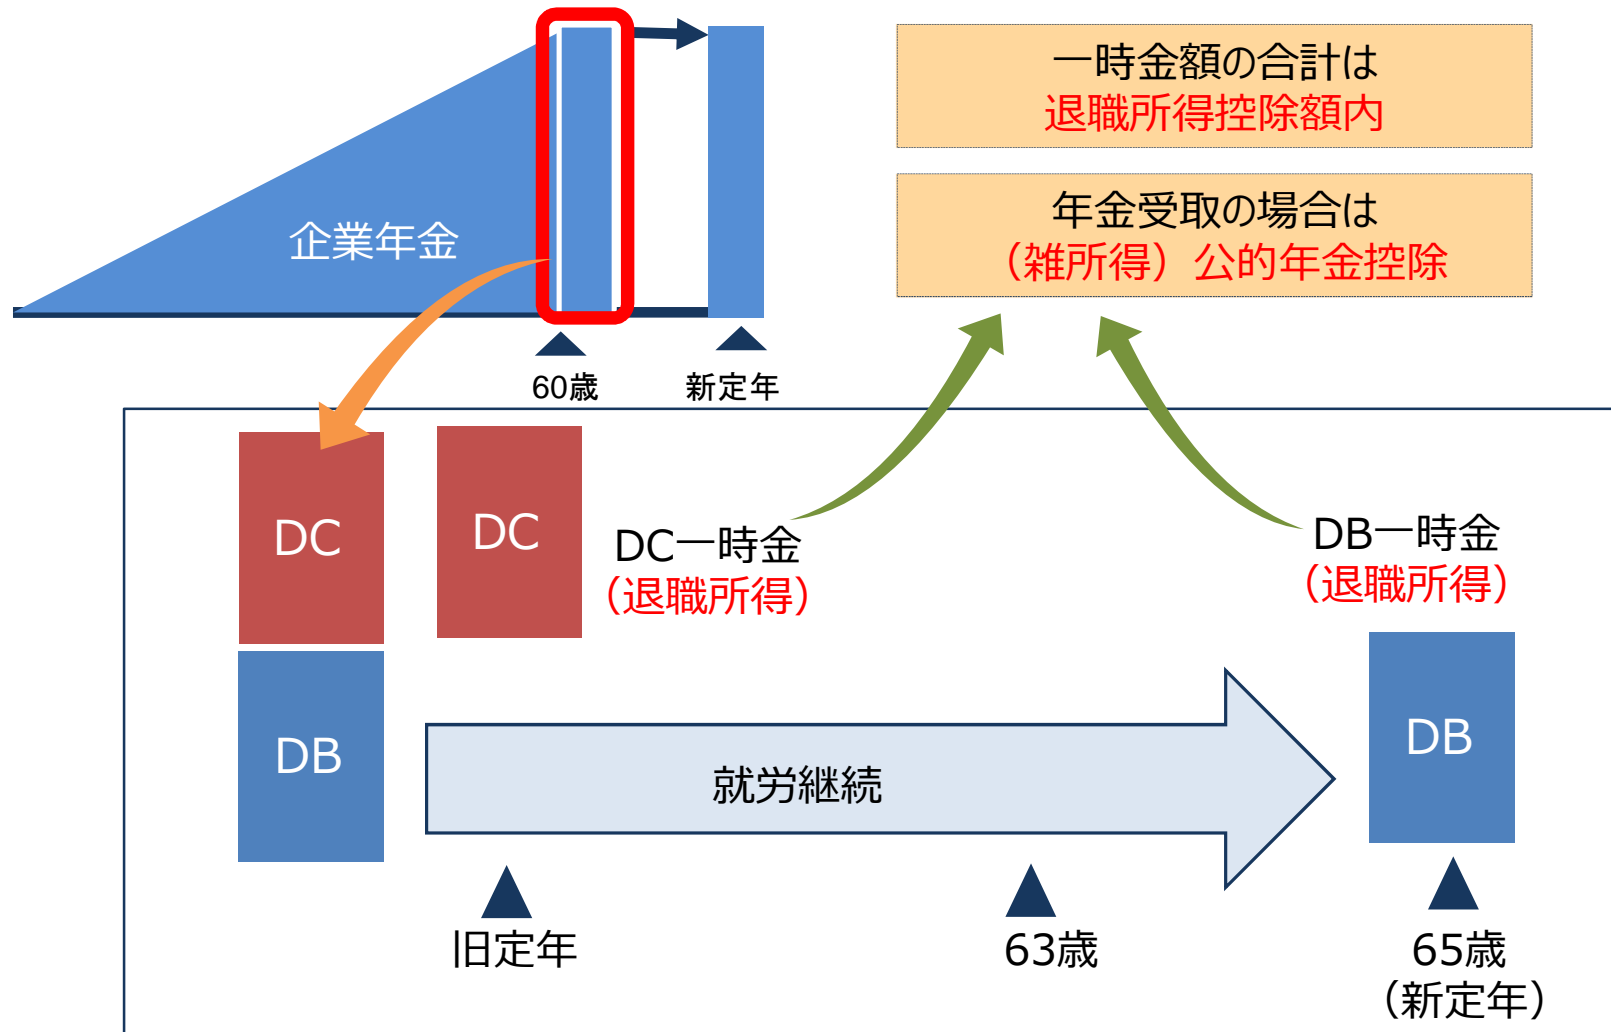 一時金額の合計は
退職所得控除額内
年金受取の場合は
（雑所得）公的年金控除
企業年金
60歳
新定年
DC
DC
DC一時金
（退職所得）
DB一時金
（退職所得）
DB
DB
就労継続
旧定年
63歳
65歳
（新定年）